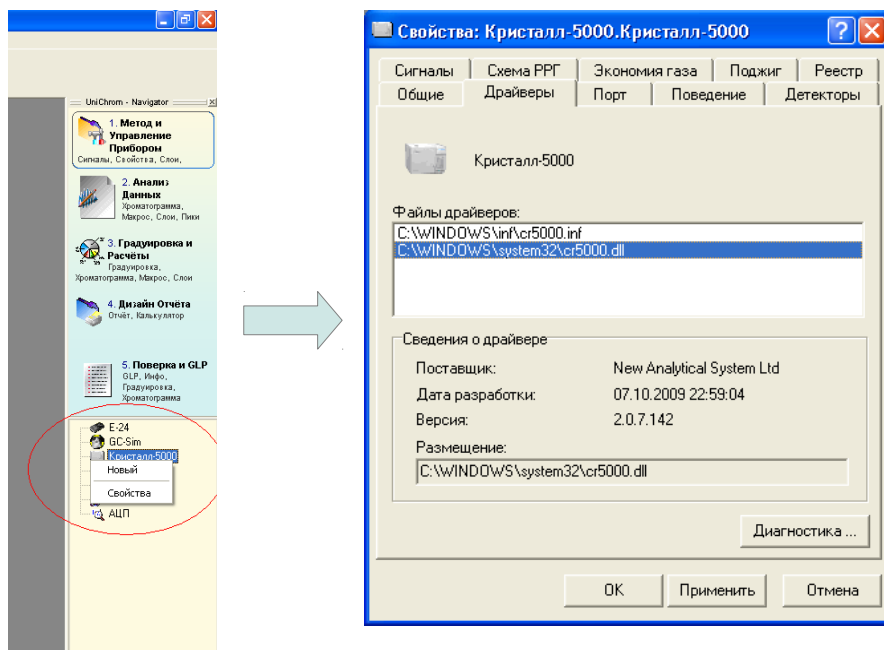 UniChrom - Navigator
1. Метод и
Управление
Прибором
Сигналы, Свойства, Слои,
2. Анализ
Данных
Хроматограмма,
Макрос, Слои, Пики
3. Градуировка и
Расчёты
Градуировка,
Хроматограмма, Макрос, Слои
4. Дизайн Отчёта
Отчёт, Калькулятор
5. Поверка и GLP
GLP, Инфо,
Градуировка,
Хроматограмма
E-24
GC-Sim
Кристалл-5000
Новый
Свойства
АЦП
Свойства: Кристалл-5000.Кристалл-5000
Сигналы Схема РРГ Экономия газа Поджиг Реестр
Общие Драйверы Порт Поведение Детекторы
Кристалл-5000
Файлы драйверов:
C:\WINDOWS\inf\cr5000.inf
C:\WINDOWS\system32\cr5000.dll
Сведения о драйвере
Поставщик: New Analytical System Ltd
Дата разработки: 07.10.2009 22:59:04
Версия: 2.0.7.142
Размещение:
C:\WINDOWS\system32\cr5000.dll
Диагностика ...
OK Применить Отмена